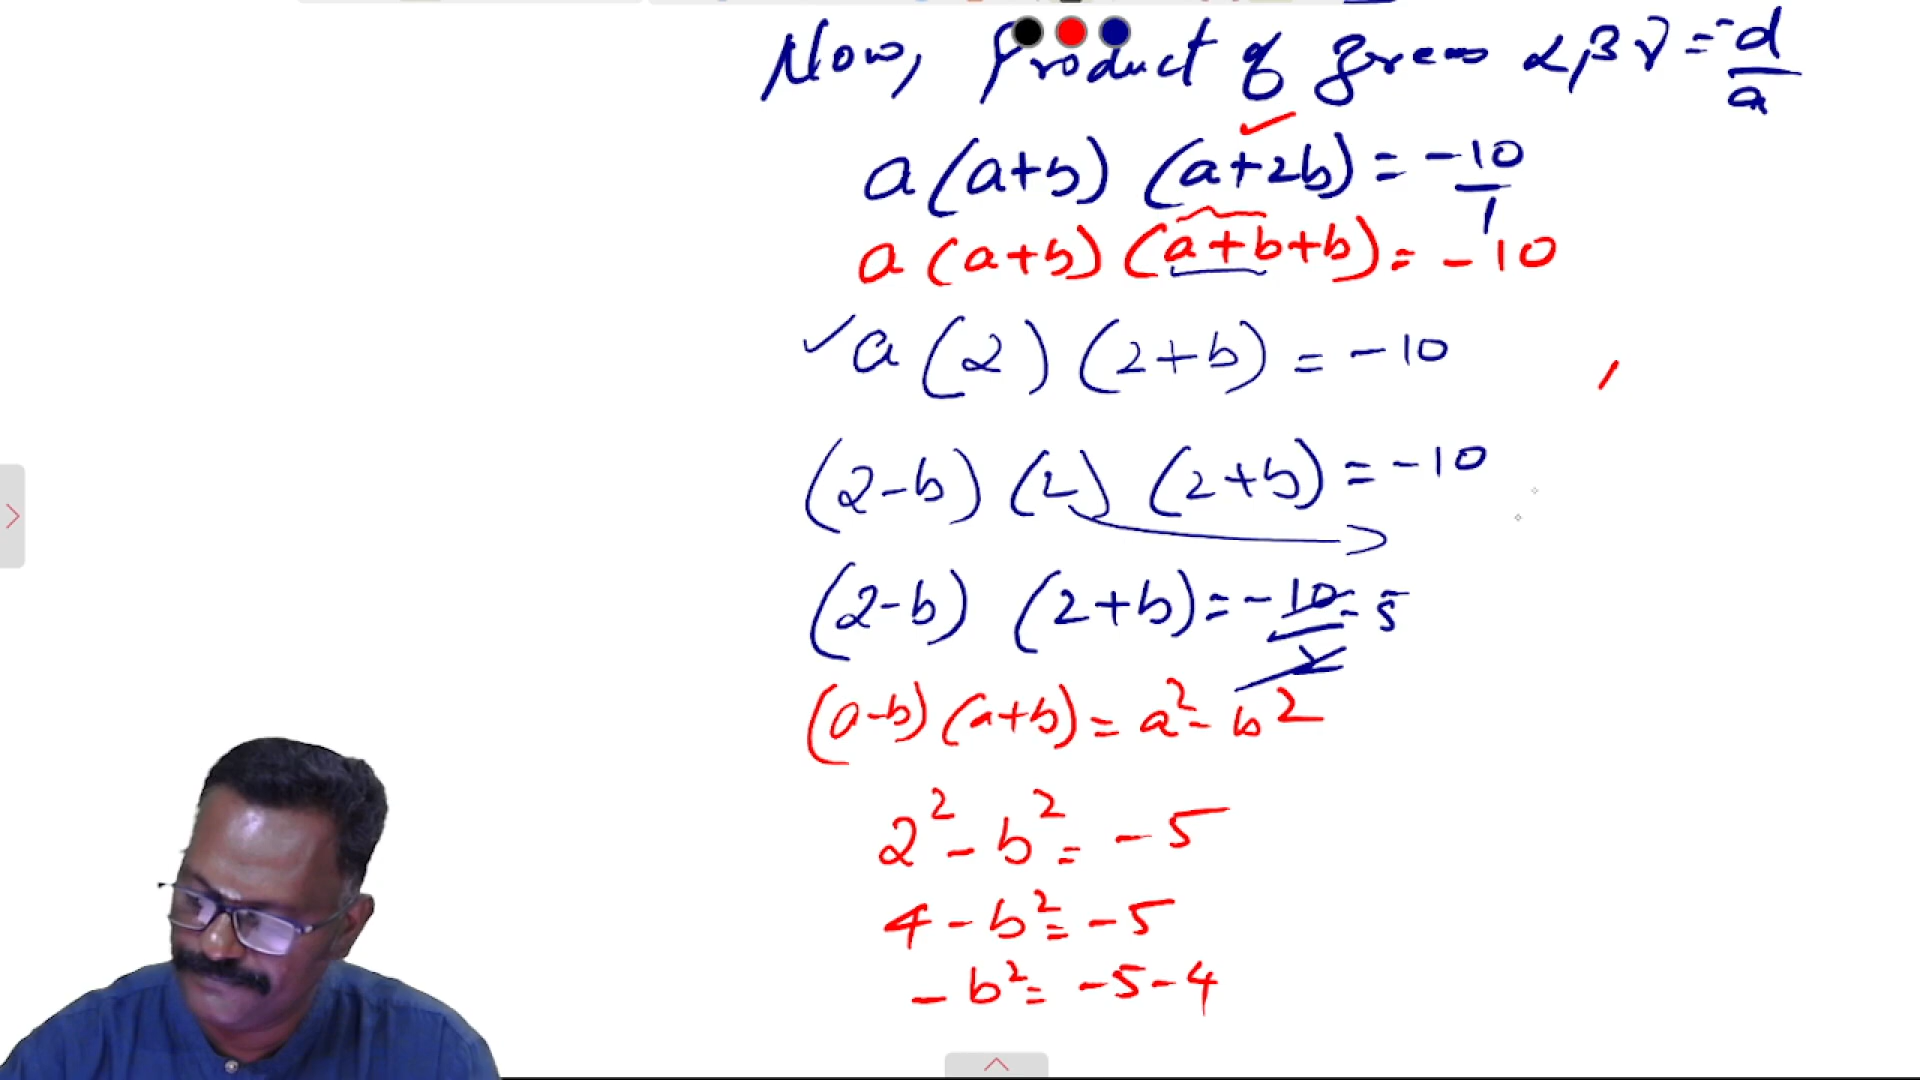 Now, Product of zeroes αβγ = -d/a
a(a+b) (a+2b) = -10/1
a(a+b)(a+b+b) = -10
✓ a(2)(2+b) = -10
(2-b)(2)(2+b) = -10
(2-b) (2+b) = -10/2 = 5
(a-b)(a+b) = a² - b²
2² - b² = -5
4 - b² = -5
- b² = -5 - 4